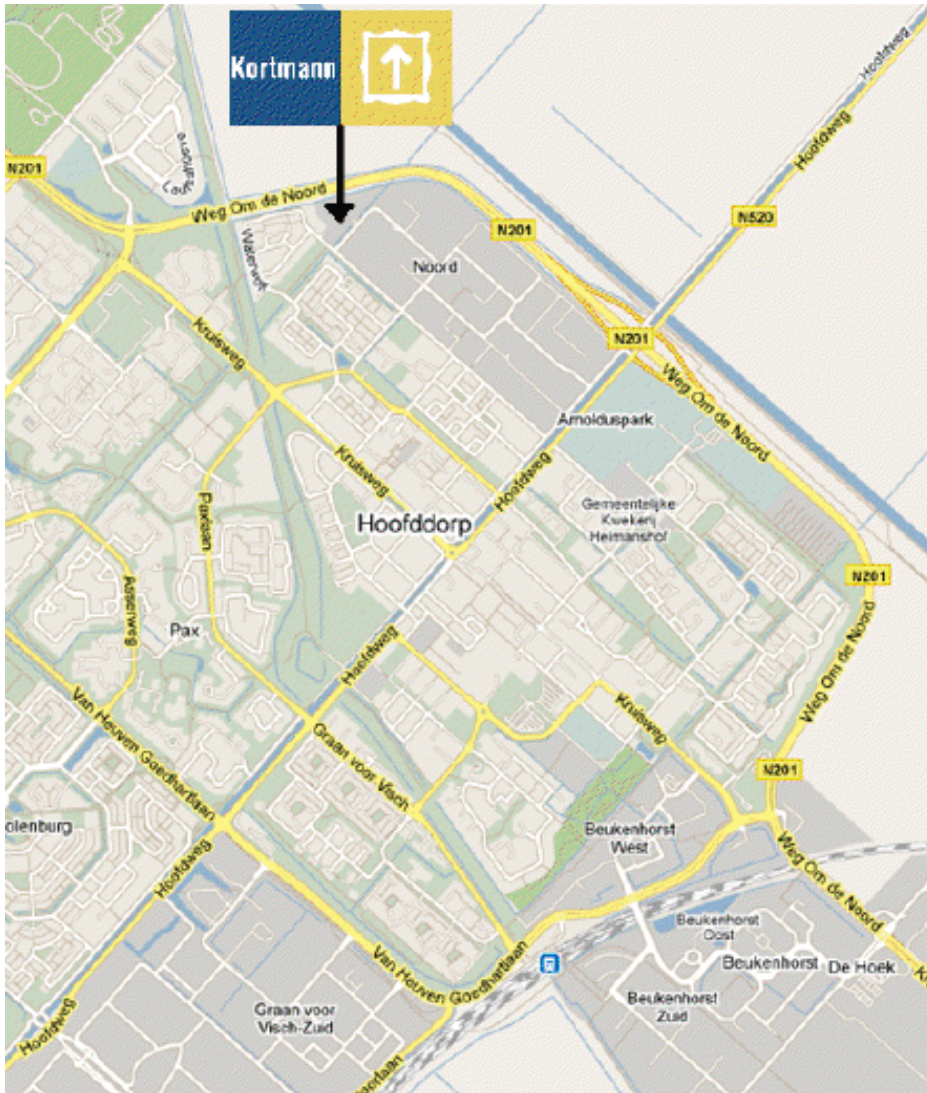 Kortmann
Hoofdweg
N201
Hoofdweg
Weg Om de Noord
N520
N201
Waterwolf
Noord
Kruisweg
N201
Weg Om de Noord
Arnolduspark
Kruisweg
Hoofdweg
Gemeentelijke
Kwekerij
Heimanshof
Paxlaan
Hoofddorp
N201
Asserweg
Pax
Hoofdweg
Weg Om de Noord
Van Heuven Goedhartlaan
Graan voor Visch
Kruisweg
N201
olenburg
Beukenhorst
West
Hoofdweg
Weg Om de Noord
Beukenhorst
Oost
Beukenhorst
De Hoek
Van Heuven Goedhartlaan
Beukenhorst
Zuid
Graan voor
Visch-Zuid
Hoofdweg